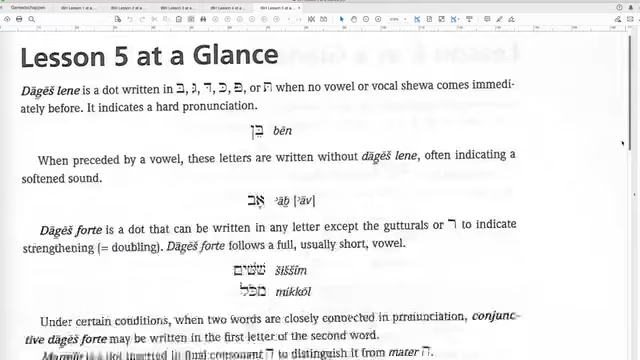 Lesson 5 at a Glance
Dāgēš lene is a dot written in בּ, גּ, דּ, כּ, פּ, or תּ when no vowel or vocal shewa comes immedi-
ately before. It indicates a hard pronunciation.
בֵּן bēn
When preceded by a vowel, these letters are written without dāgēš lene, often indicating a
softened sound.
אָב ʾāḇ [ʾāv]
Dāgēš forte is a dot that can be written in any letter except the gutturals or ר to indicate
strengthening (= doubling). Dāgēš forte follows a full, usually short, vowel.
שִׁשִּׁים šiššîm
מִכֹּל mikkōl
Under certain conditions, when two words are closely connected in pronunciation, conjunc-
tive dāgēš forte may be written in the first letter of the second word.
to distinguish it from mater ה.